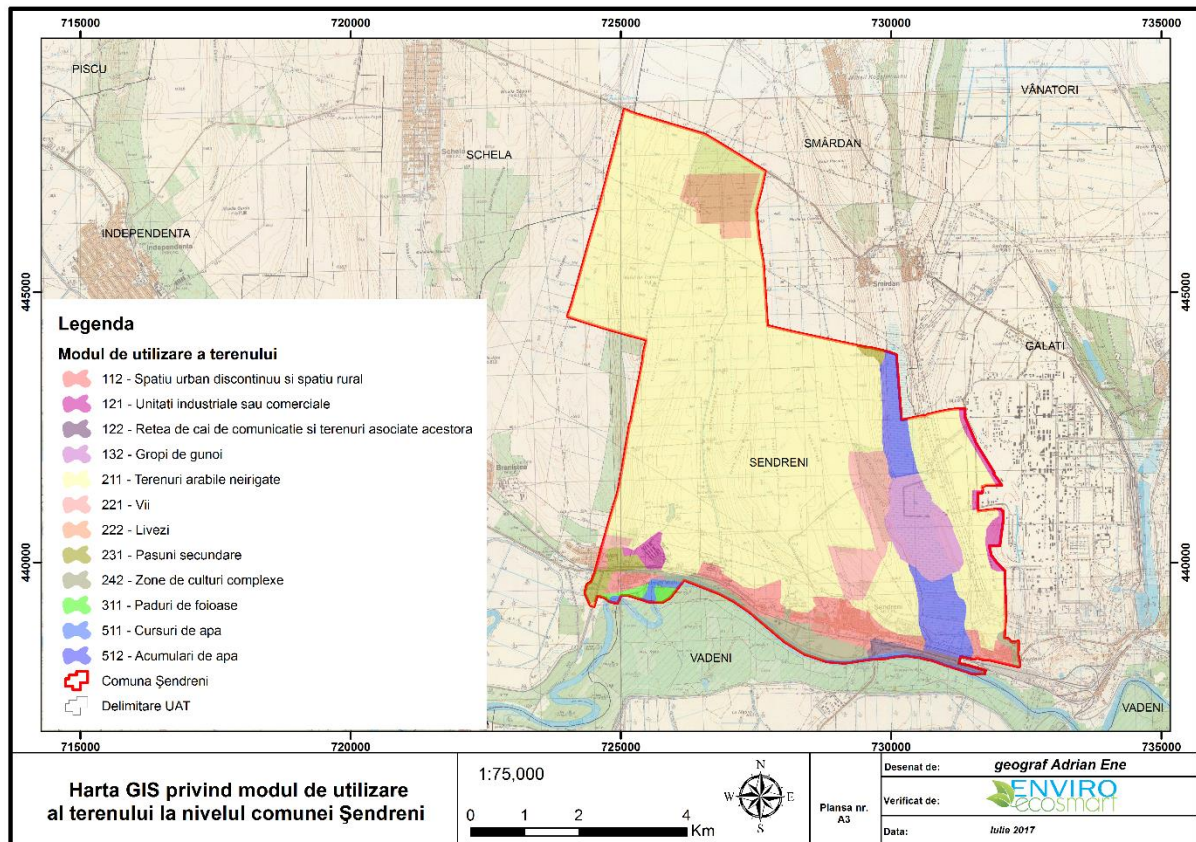 715000
720000
725000
730000
735000
445000
440000
445000
440000
PISCU
SCHELA
Schela
SMÂRDAN
VÂNATORI
INDEPENDENTA
Independenta
Smirdan
GALATI
SENDRENI
Branistea
VADENI
VADENI
Legenda
Modul de utilizare a terenului
112 - Spatiu urban discontinuu si spatiu rural
121 - Unitati industriale sau comerciale
122 - Retea de cai de comunicatie si terenuri asociate acestora
132 - Gropi de gunoi
211 - Terenuri arabile neirigate
221 - Vii
222 - Livezi
231 - Pasuni secundare
242 - Zone de culturi complexe
311 - Paduri de foioase
511 - Cursuri de apa
512 - Acumulari de apa
Comuna Şendreni
Delimitare UAT
715000
720000
725000
730000
735000
Harta GIS privind modul de utilizare
al terenului la nivelul comunei Şendreni
1:75,000
0 1 2 4
Km
N
W E
S
Plansa nr.
A3
Desenat de: geograf Adrian Ene
Verificat de: ENVIRO
ecosmart
Data: Iulie 2017